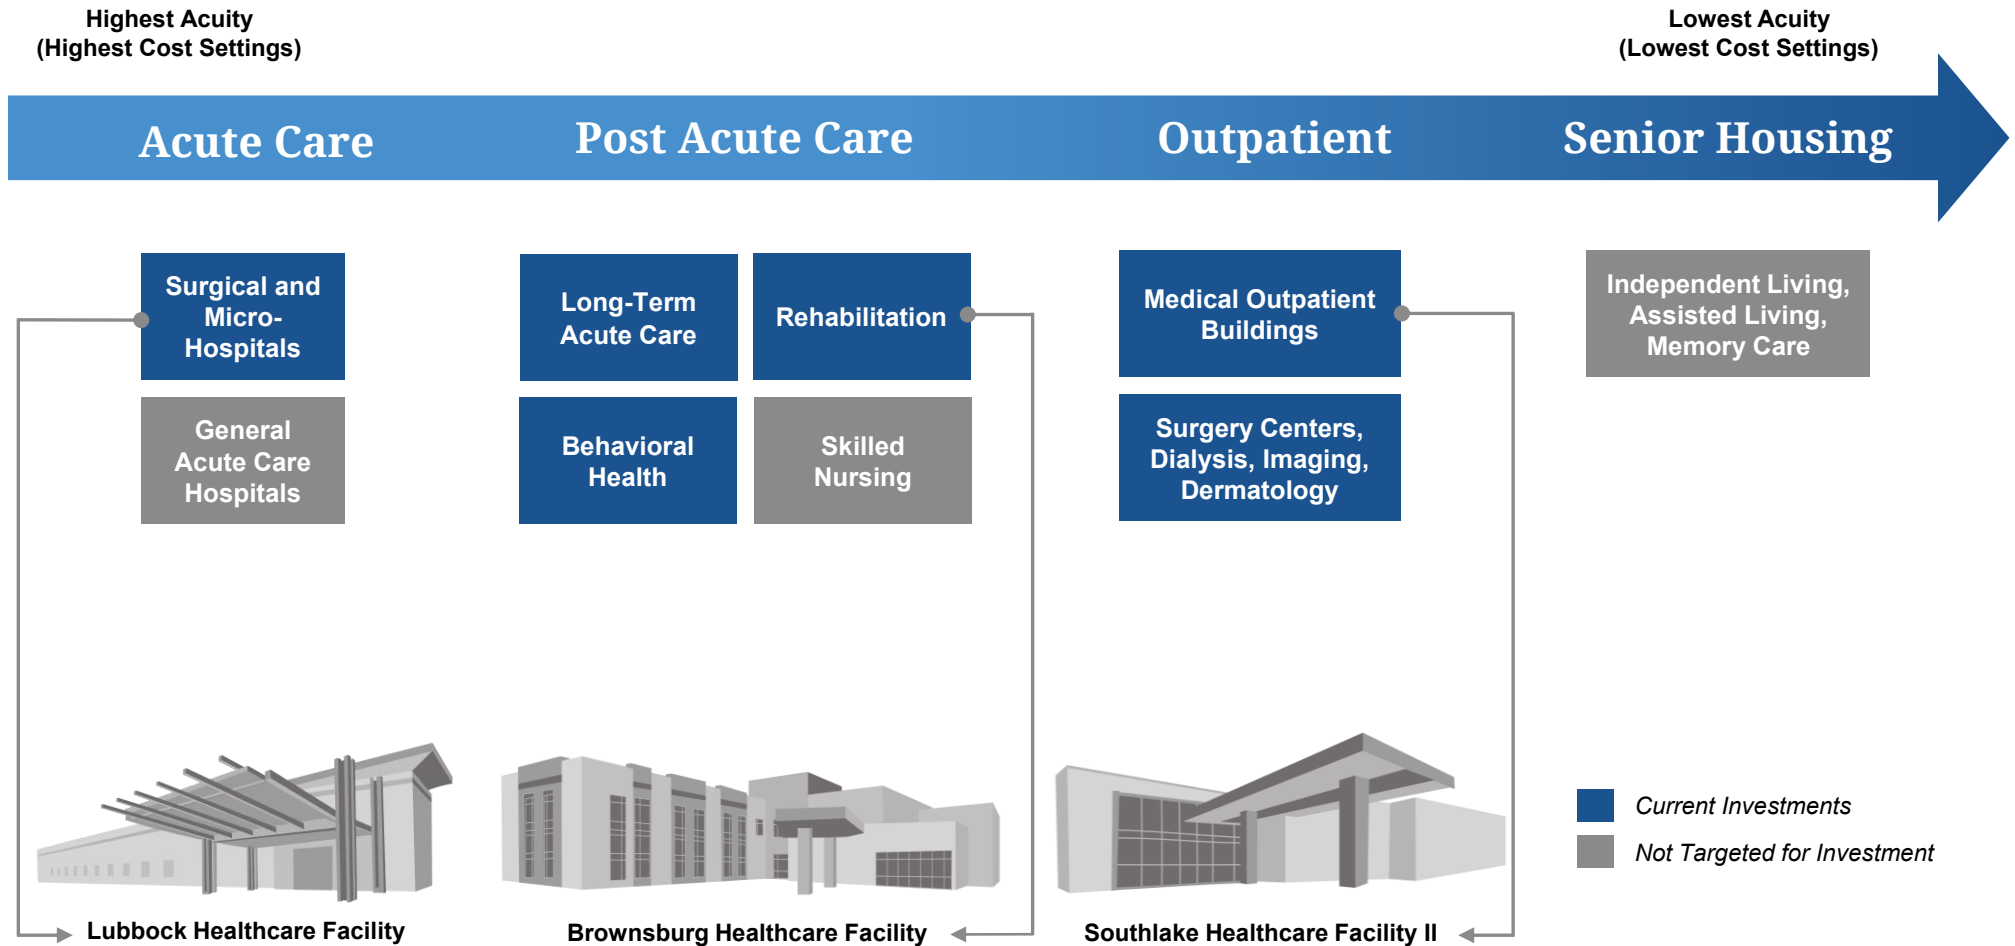 Highest Acuity
(Highest Cost Settings)
Lowest Acuity
(Lowest Cost Settings)
Acute Care
Post Acute Care
Outpatient
Senior Housing
Surgical and
Micro-
Hospitals
General
Acute Care
Hospitals
Long-Term
Acute Care
Rehabilitation
Behavioral
Health
Skilled
Nursing
Medical Outpatient
Buildings
Surgery Centers,
Dialysis, Imaging,
Dermatology
Independent Living,
Assisted Living,
Memory Care
Current Investments
Not Targeted for Investment
Lubbock Healthcare Facility
Brownsburg Healthcare Facility
Southlake Healthcare Facility II